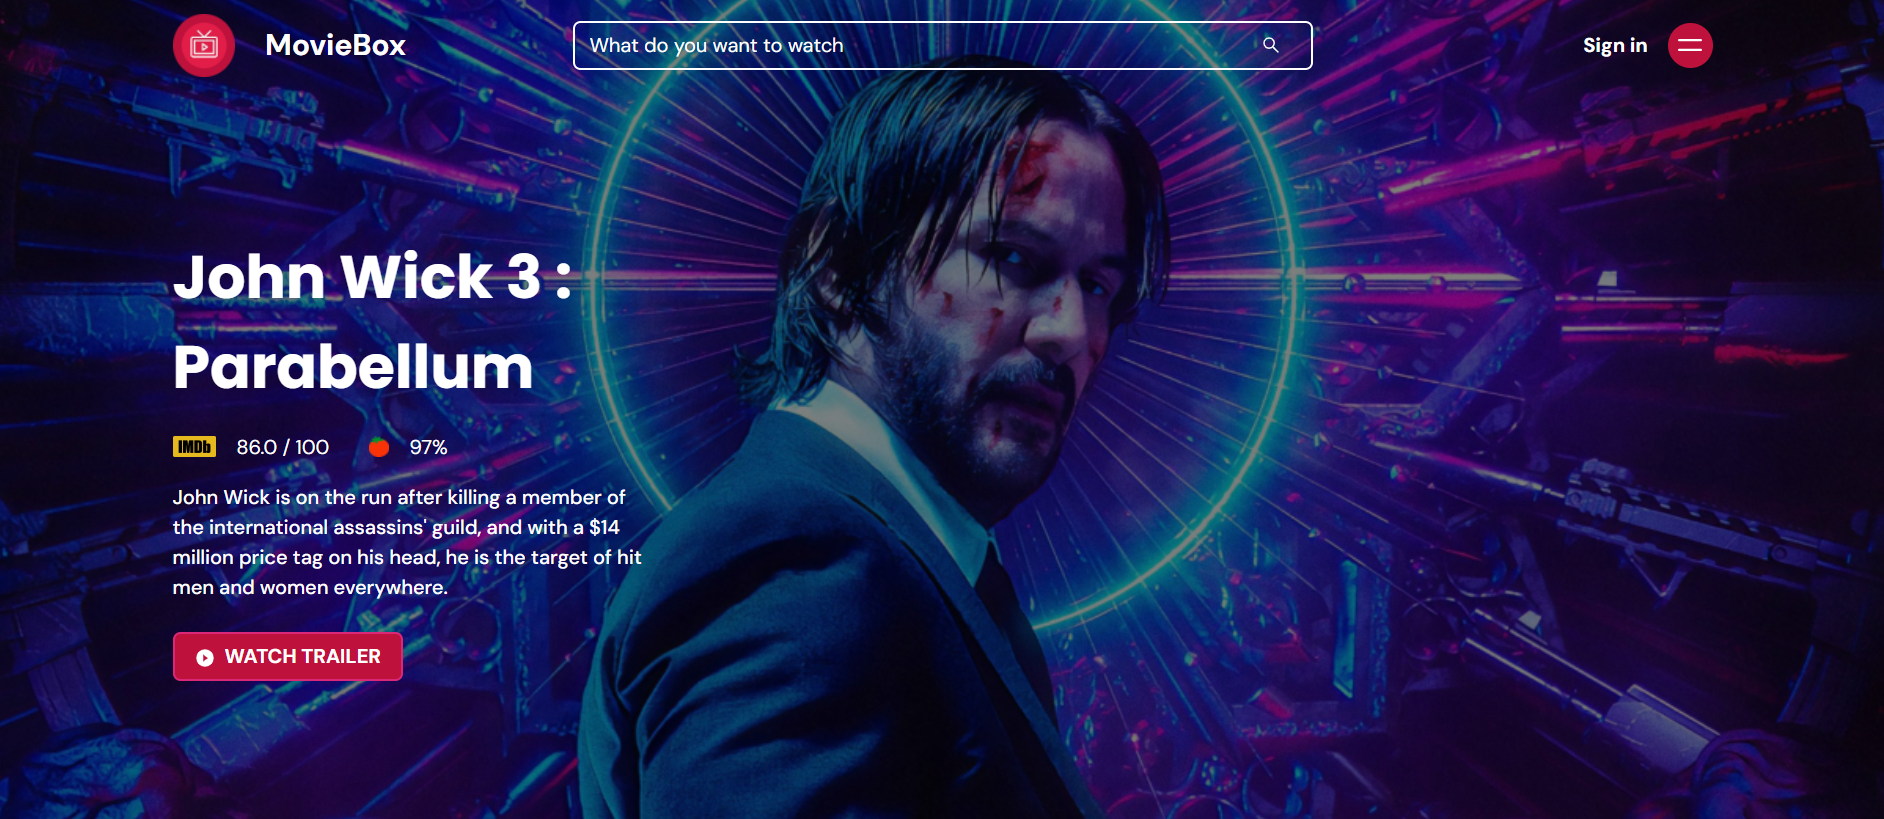 MovieBox
What do you want to watch
Sign in
John Wick 3 :
Parabellum
IMDb 86.0 / 100 97%
John Wick is on the run after killing a member of
the international assassins' guild, and with a $14
million price tag on his head, he is the target of hit
men and women everywhere.
WATCH TRAILER